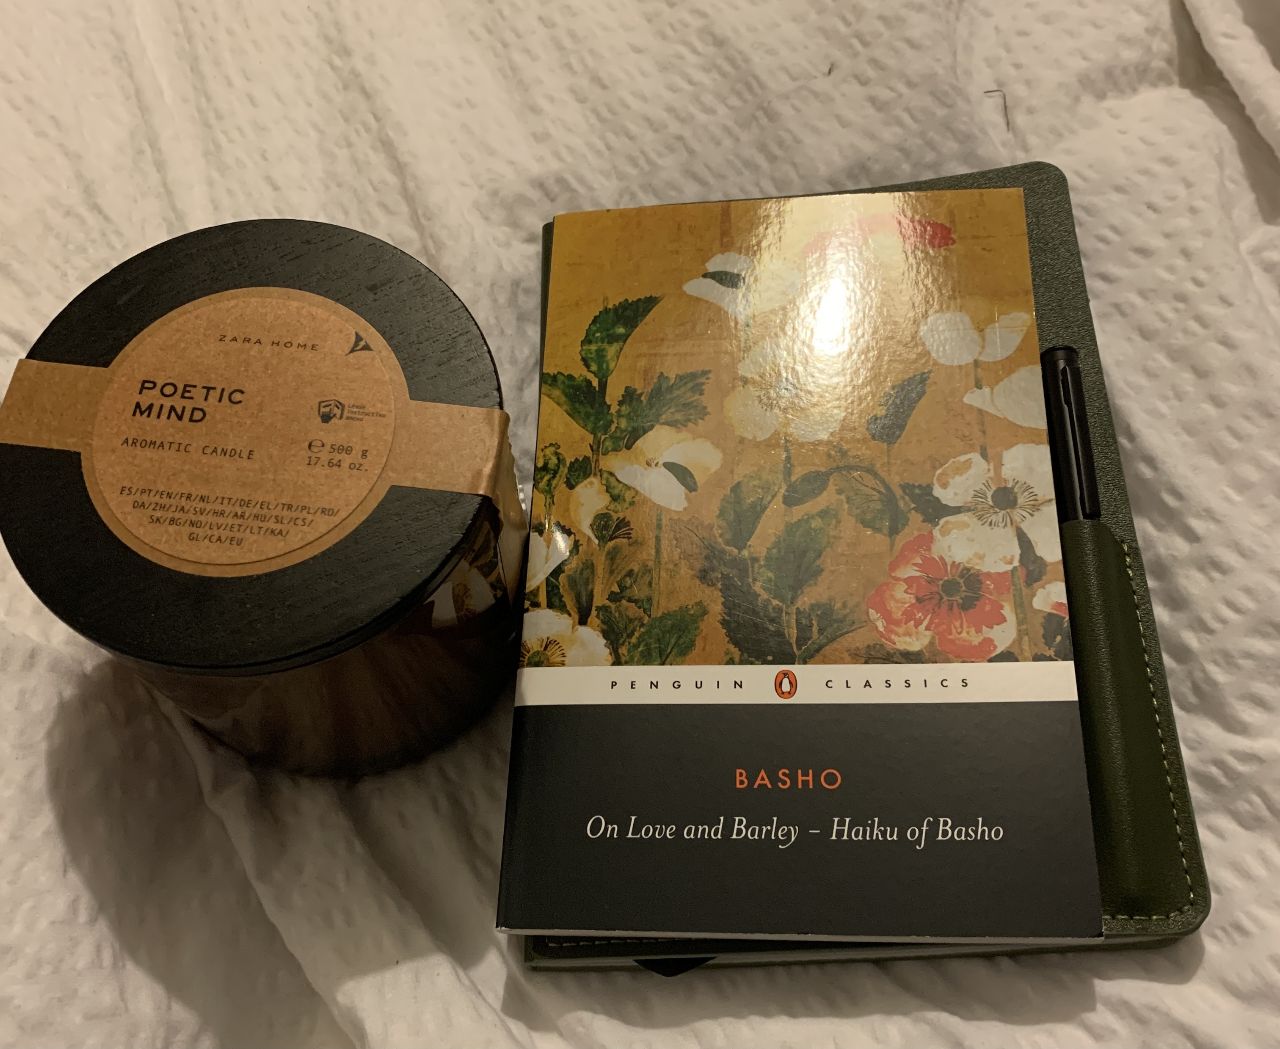 ZARA HOME
POETIC
MIND
AROMATIC CANDLE
℮ 500 g
17.64 oz.
ES/PT/EN/FR/NL/IT/DE/EL/TR/PL/RO/
DA/ZH/JA/SV/HR/AR/HU/SL/CS/
SK/BG/NO/LV/ET/LT/KA/
GL/CA/EU
PENGUIN CLASSICS
BASHO
On Love and Barley – Haiku of Basho